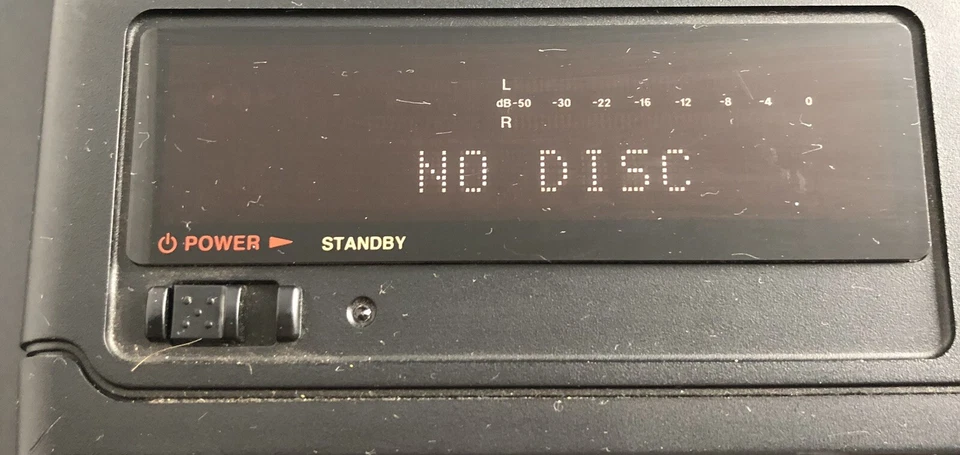 L
dB-50 -30 -22 -16 -12 -8 -4 0
R
NO DISC
POWER STANDBY